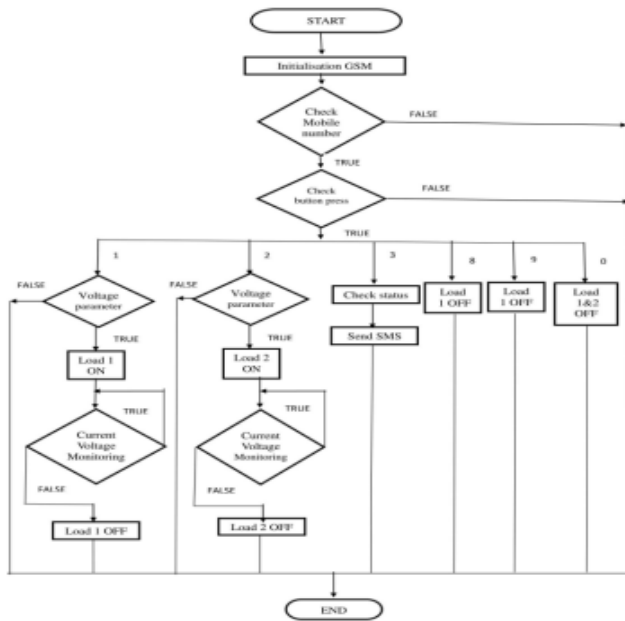 START
Initialisation GSM
Check
Mobile
number
FALSE
TRUE
Check
button press
FALSE
TRUE
1
2
3
8
9
0
FALSE
Voltage
parameter
FALSE
Voltage
parameter
Check status
Load
1 OFF
Load
1 OFF
Load
1&2
OFF
TRUE
TRUE
Send SMS
Load 1
ON
Load 2
ON
TRUE
TRUE
Current
Voltage
Monitoring
Current
Voltage
Monitoring
FALSE
FALSE
Load 1 OFF
Load 2 OFF
END